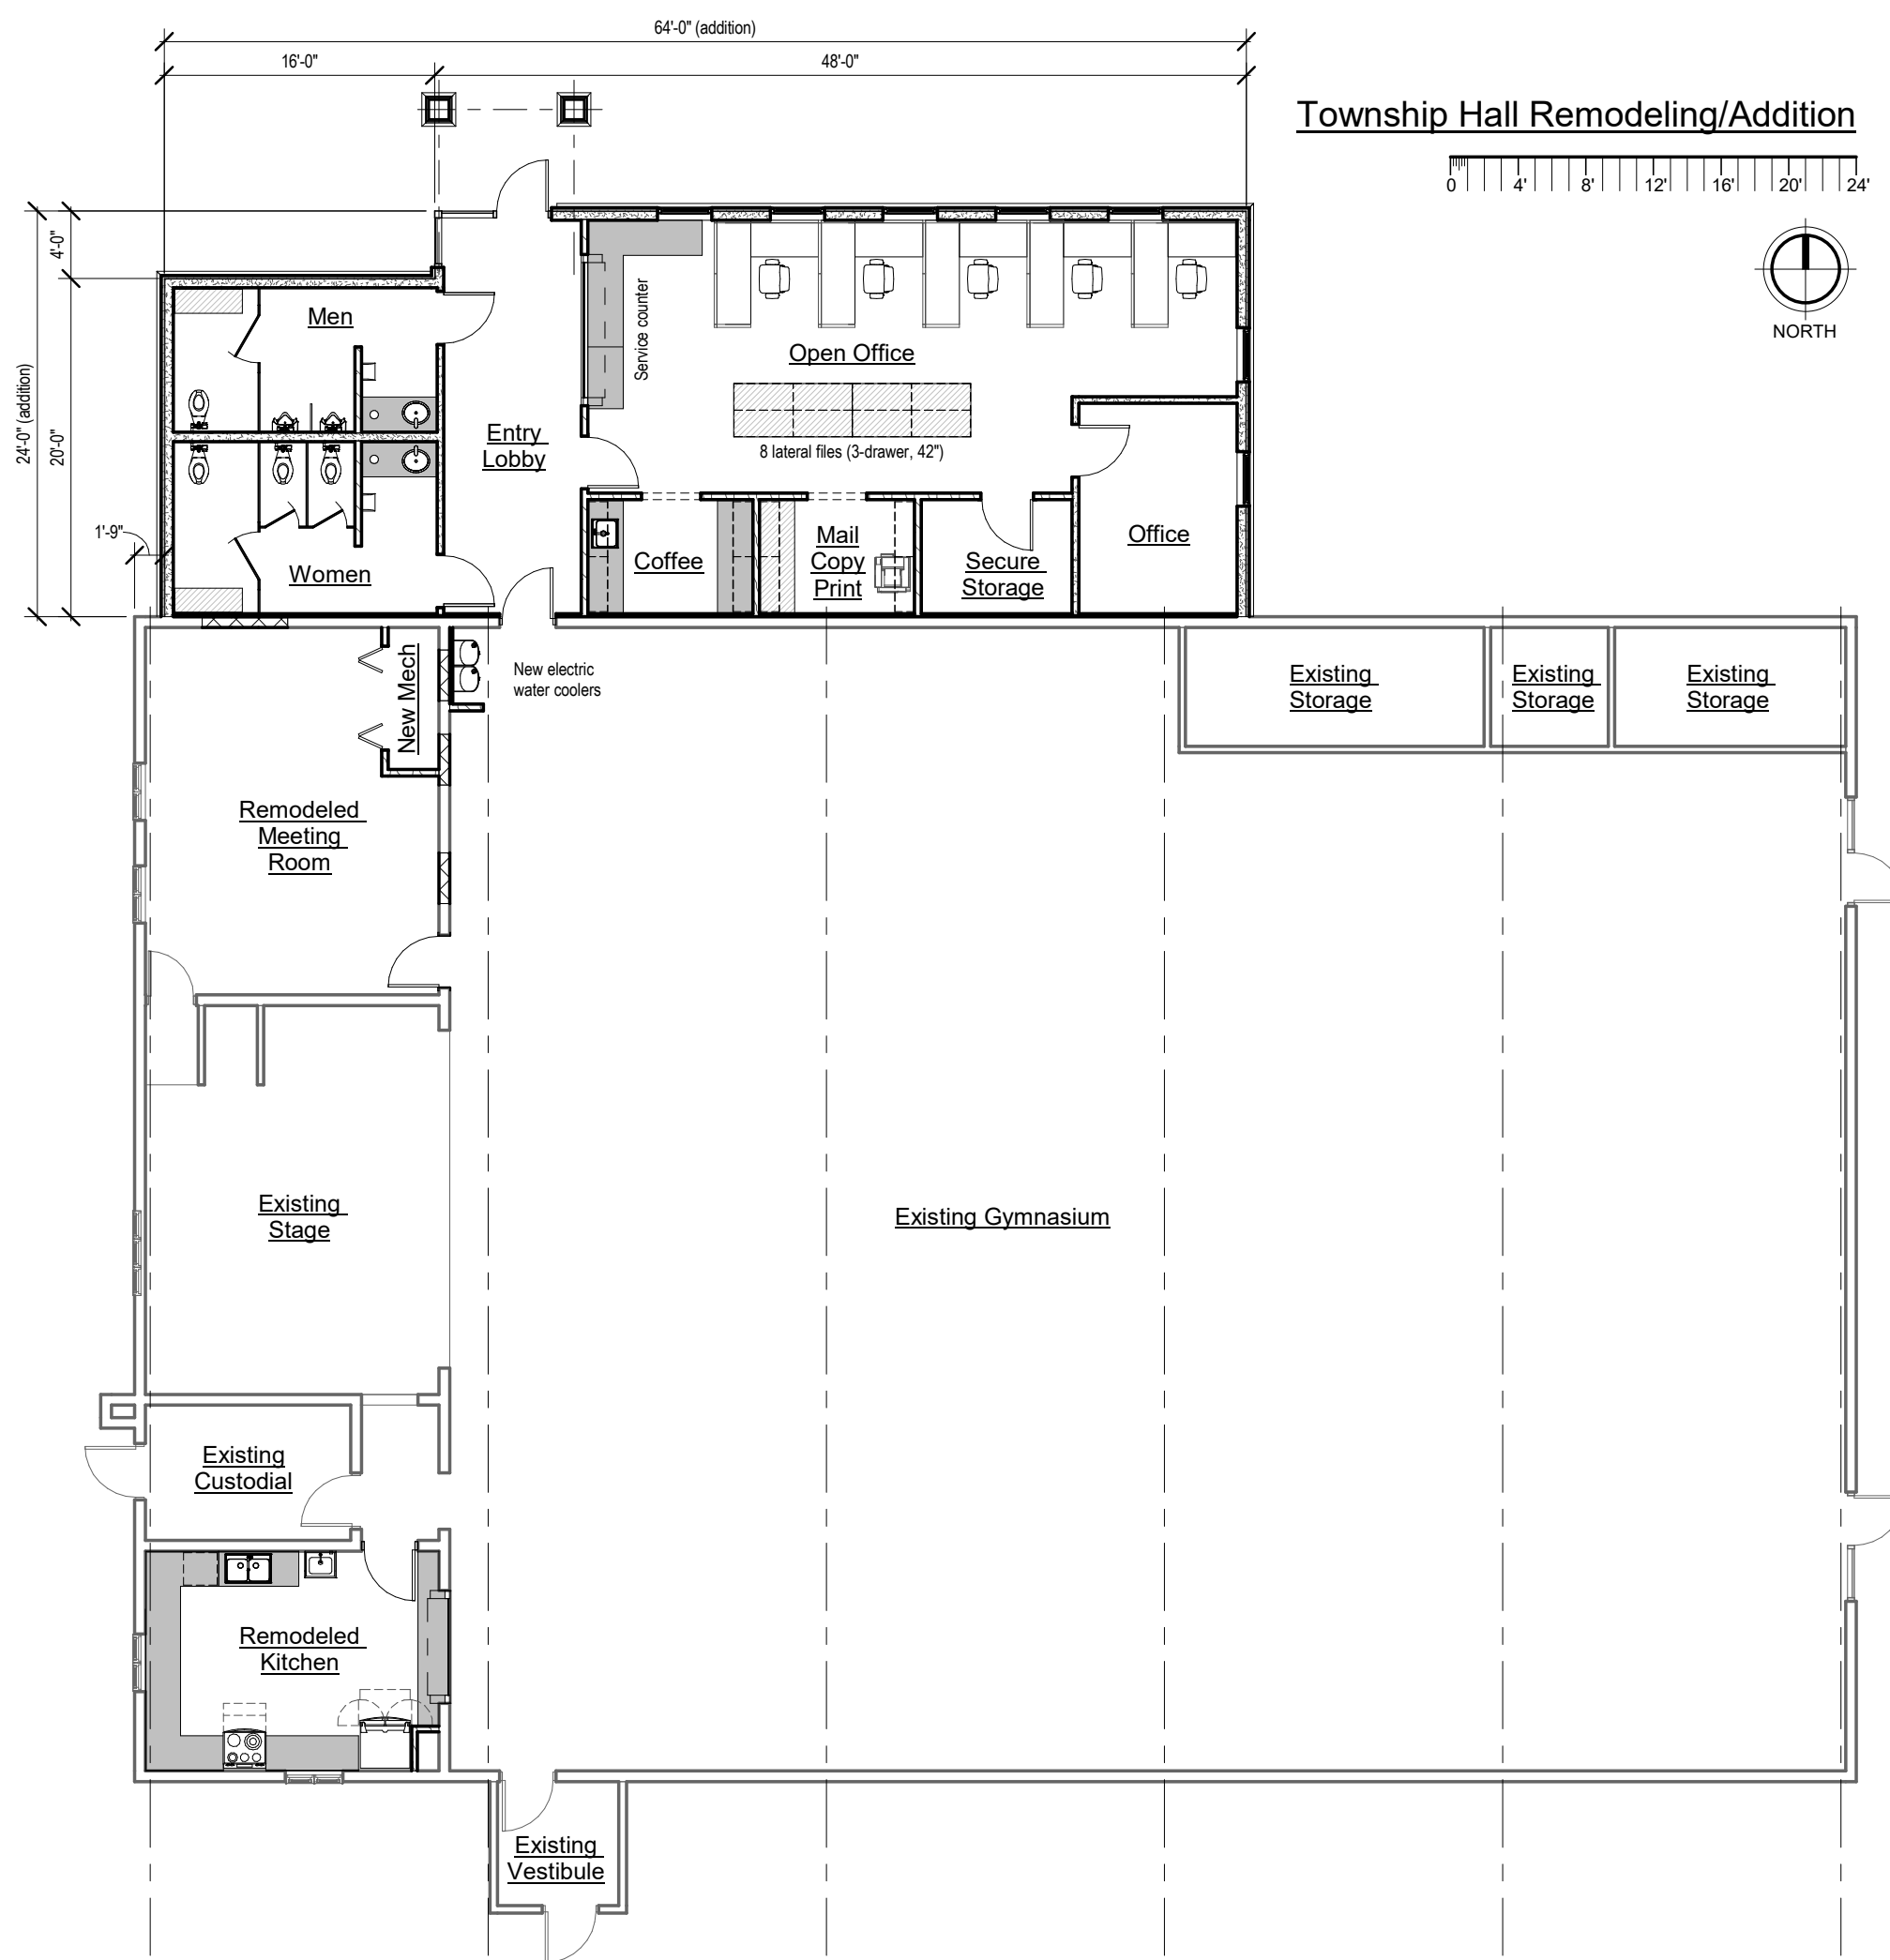 64'-0" (addition)
16'-0"
48'-0"
Township Hall Remodeling/Addition
0 4' 8' 12' 16' 20' 24'
NORTH
24'-0" (addition)
4'-0"
20'-0"
1'-9"
Men
Women
Entry
Lobby
Service counter
Open Office
8 lateral files (3-drawer, 42")
Coffee
Mail
Copy
Print
Secure
Storage
Office
New Mech
New electric
water coolers
Existing
Storage
Existing
Storage
Existing
Storage
Remodeled
Meeting
Room
Existing
Stage
Existing Gymnasium
Existing
Custodial
Remodeled
Kitchen
Existing
Vestibule